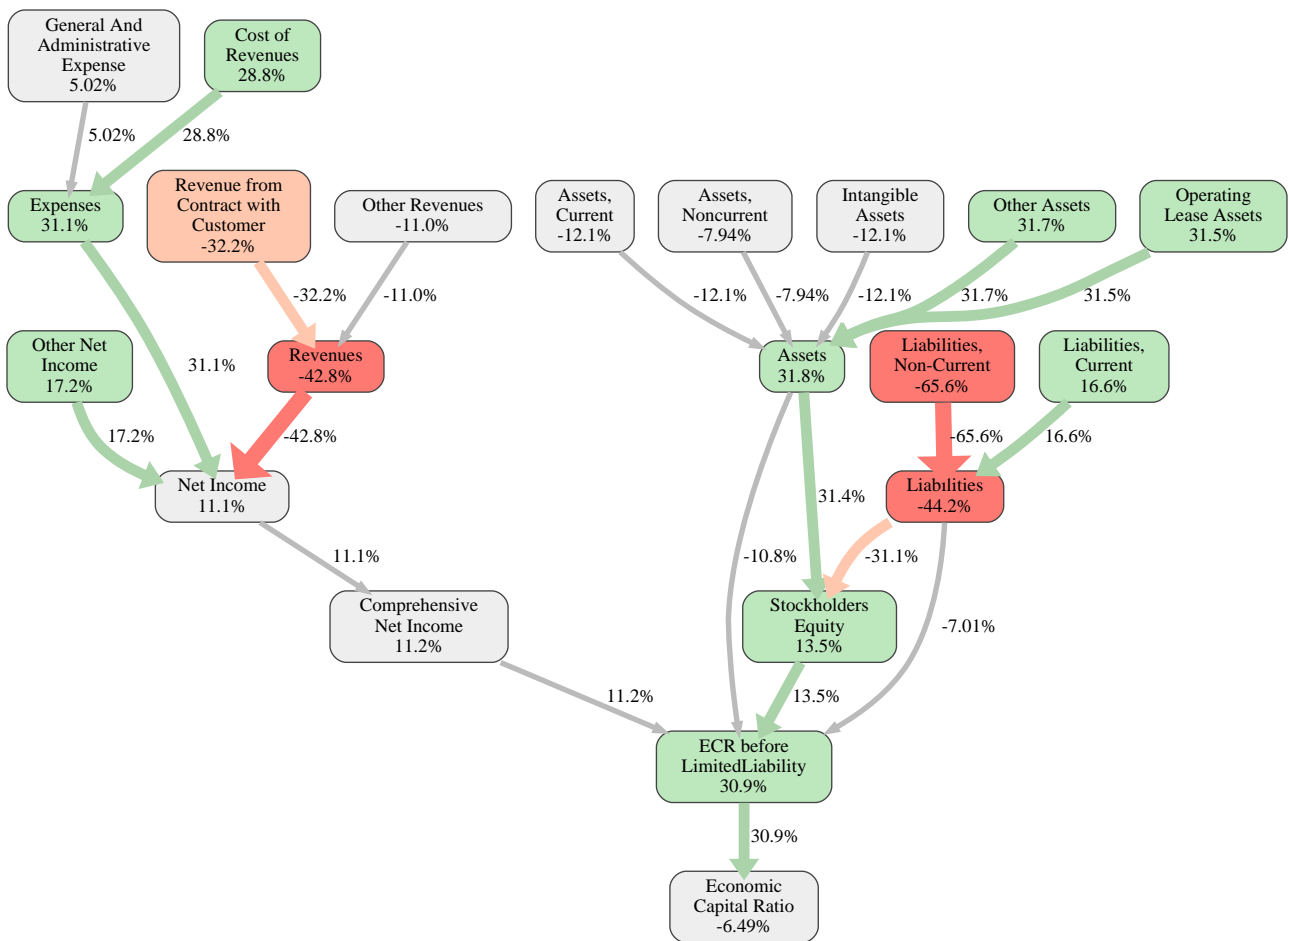 General And
Administrative
Expense
5.02%
Cost of
Revenues
28.8%
5.02%
28.8%
Expenses
31.1%
Revenue from
Contract with
Customer
-32.2%
Other Revenues
-11.0%
Assets,
Current
-12.1%
Assets,
Noncurrent
-7.94%
Intangible
Assets
-12.1%
Other Assets
31.7%
Operating
Lease Assets
31.5%
-32.2%
-11.0%
-12.1%
-7.94%
-12.1%
31.7%
31.5%
Other Net
Income
17.2%
31.1%
Revenues
-42.8%
Assets
31.8%
Liabilities,
Non-Current
-65.6%
Liabilities,
Current
16.6%
17.2%
-42.8%
-65.6%
16.6%
Net Income
11.1%
31.4%
Liabilities
-44.2%
11.1%
-10.8%
-31.1%
Comprehensive
Net Income
11.2%
Stockholders
Equity
13.5%
-7.01%
11.2%
13.5%
ECR before
LimitedLiability
30.9%
30.9%
Economic
Capital Ratio
-6.49%